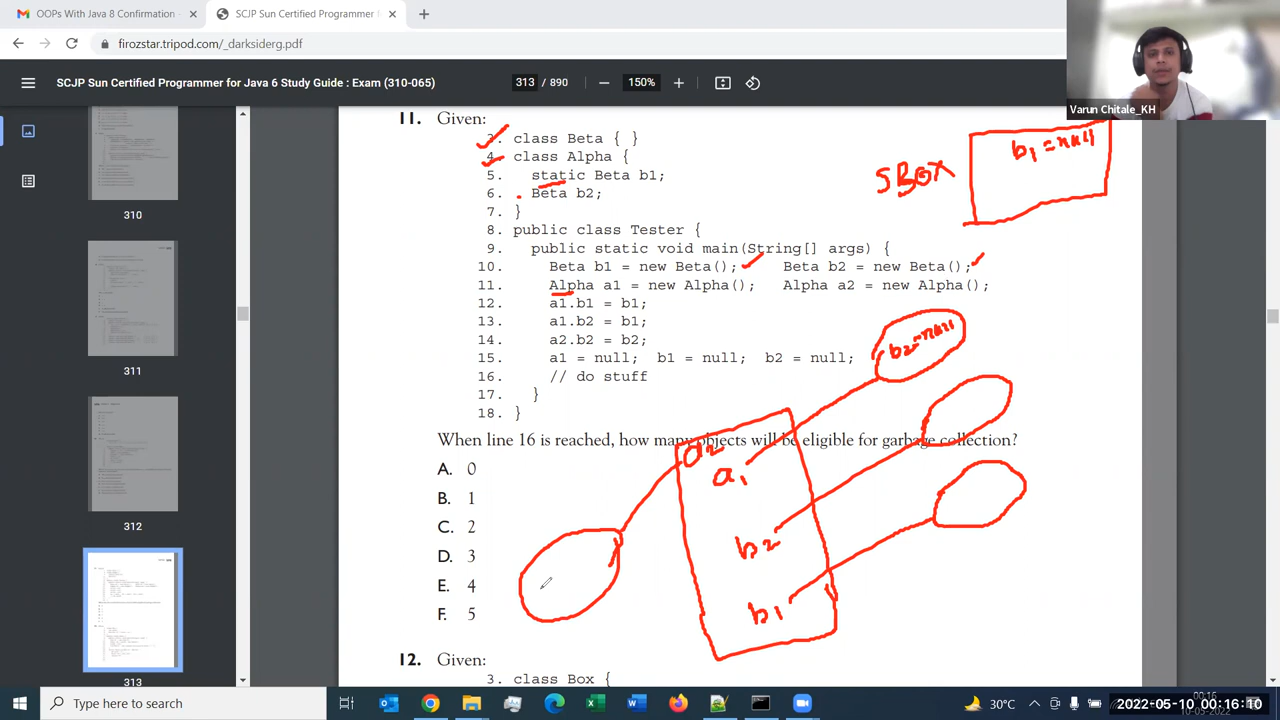 OOPs With Java 8 Confirmation
SCJP Sun Certified Programmer
firozstar.tripod.com/_darksiderg.pdf
SCJP Sun Certified Programmer for Java 6 Study Guide : Exam (310-065)
313 / 890
150%
Varun Chitale_KH
310
311
312
313
11. Given:
class Beta { }
4. class Alpha {
5. static Beta b1;
6. Beta b2;
7. }
8. public class Tester {
9. public static void main(String[] args) {
10. Beta b1 = new Beta(); Beta b2 = new Beta();
11. Alpha a1 = new Alpha(); Alpha a2 = new Alpha();
12. a1.b1 = b1;
13. a1.b2 = b1;
14. a2.b2 = b2;
15. a1 = null; b1 = null; b2 = null;
16. // do stuff
17. }
18. }
When line 16 is reached, how many objects will be eligible for garbage collection?
A. 0
B. 1
C. 2
D. 3
E. 4
F. 5
12. Given:
3. class Box {
SBOX
b1 = null
b2 = null
a2
a1
b2
b1
Type here to search
30°C
00:16
2022-05-10 00:16:10